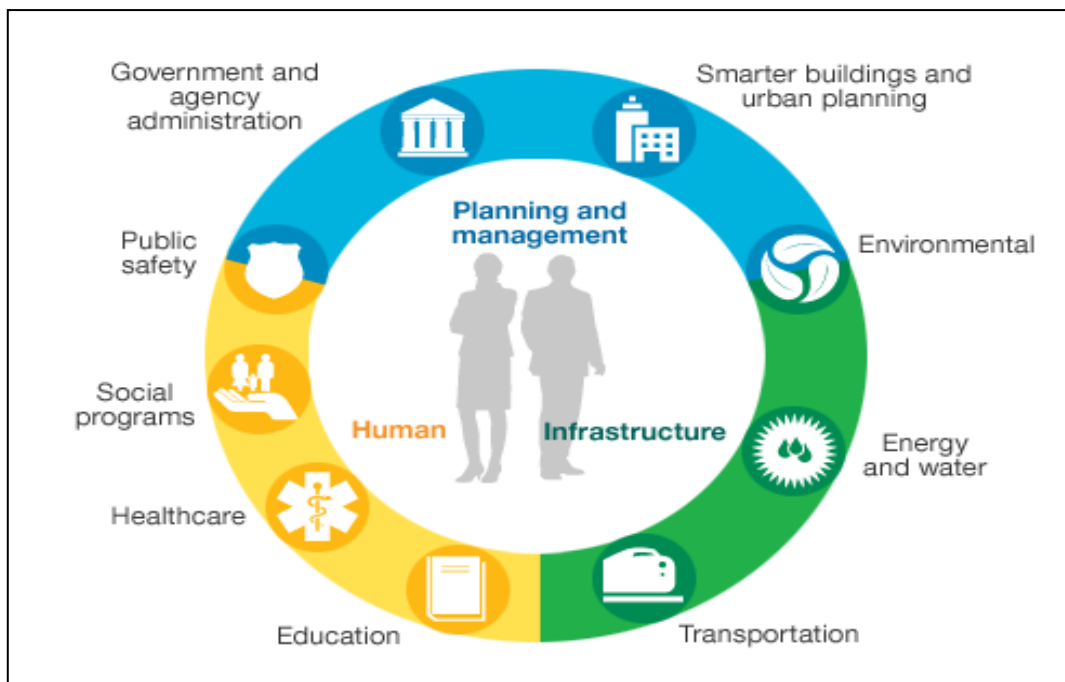 Government and
agency
administration
Smarter buildings and
urban planning
Planning and
management
Public
safety
Environmental
Social
programs
Human
Infrastructure
Energy
and water
Healthcare
Education
Transportation